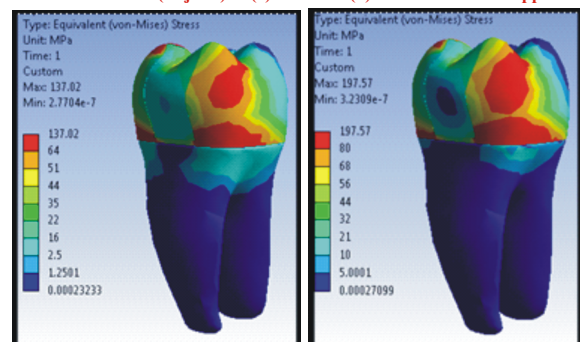 Type: Equivalent (von-Mises) Stress
Unit: MPa
Time: 1
Custom
Max: 137.02
Min: 2.7704e-7
137.02
64
51
44
35
22
16
2.5
1.2501
0.00023233
Type: Equivalent (von-Mises) Stress
Unit: MPa
Time: 1
Custom
Max: 197.57
Min: 3.2309e-7
197.57
80
68
56
44
32
21
10
5.0001
0.00027099